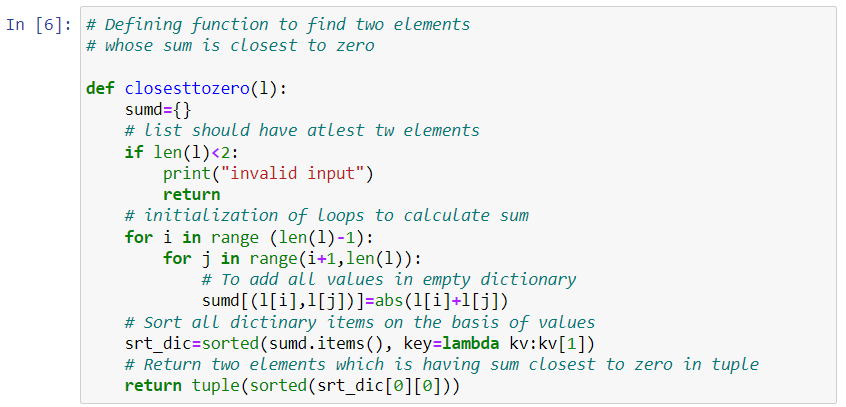 In [6]: # Defining function to find two elements
# whose sum is closest to zero

def closesttozero(l):
    sumd={}
    # list should have atlest tw elements
    if len(l)<2:
        print("invalid input")
        return
    # initialization of loops to calculate sum
    for i in range (len(l)-1):
        for j in range(i+1,len(l)):
            # To add all values in empty dictionary
            sumd[(l[i],l[j])]=abs(l[i]+l[j])
    # Sort all dictinary items on the basis of values
    srt_dic=sorted(sumd.items(), key=lambda kv:kv[1])
    # Return two elements which is having sum closest to zero in tuple
    return tuple(sorted(srt_dic[0][0]))